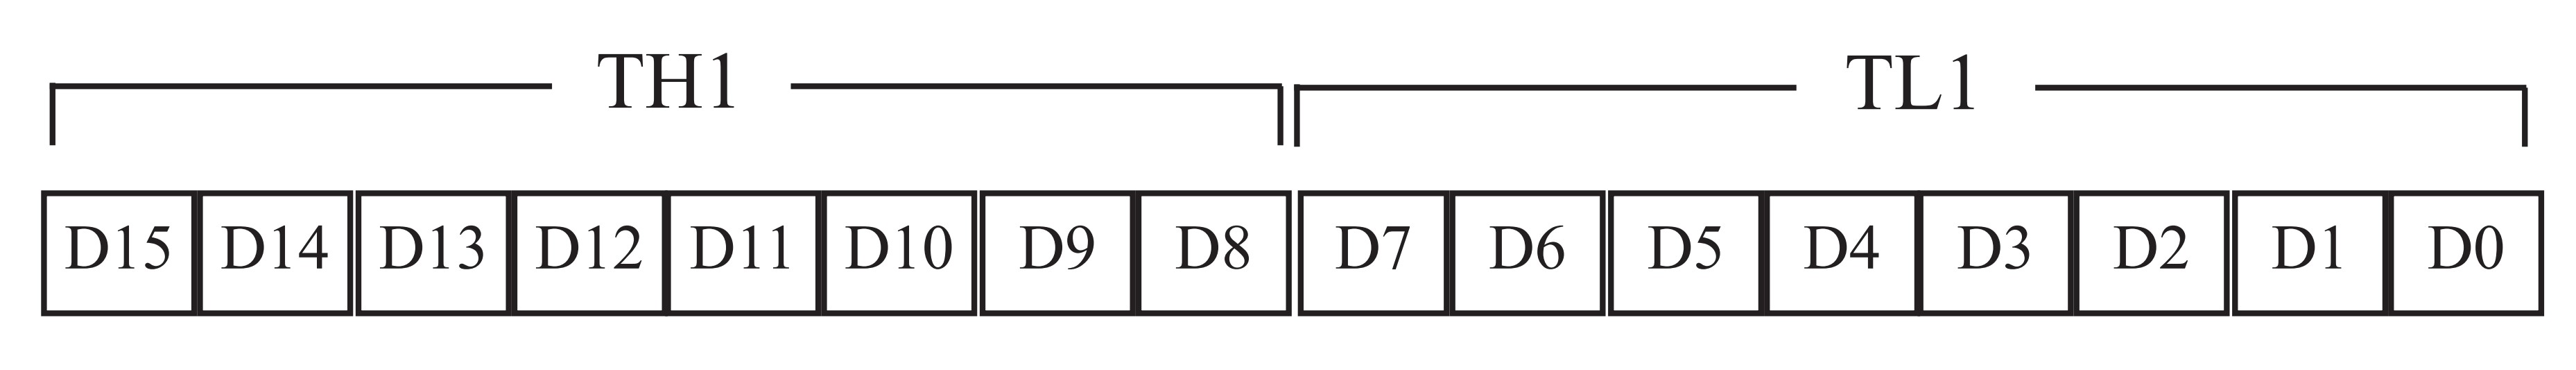 TH1 TL1
D15 D14 D13 D12 D11 D10 D9 D8 D7 D6 D5 D4 D3 D2 D1 D0